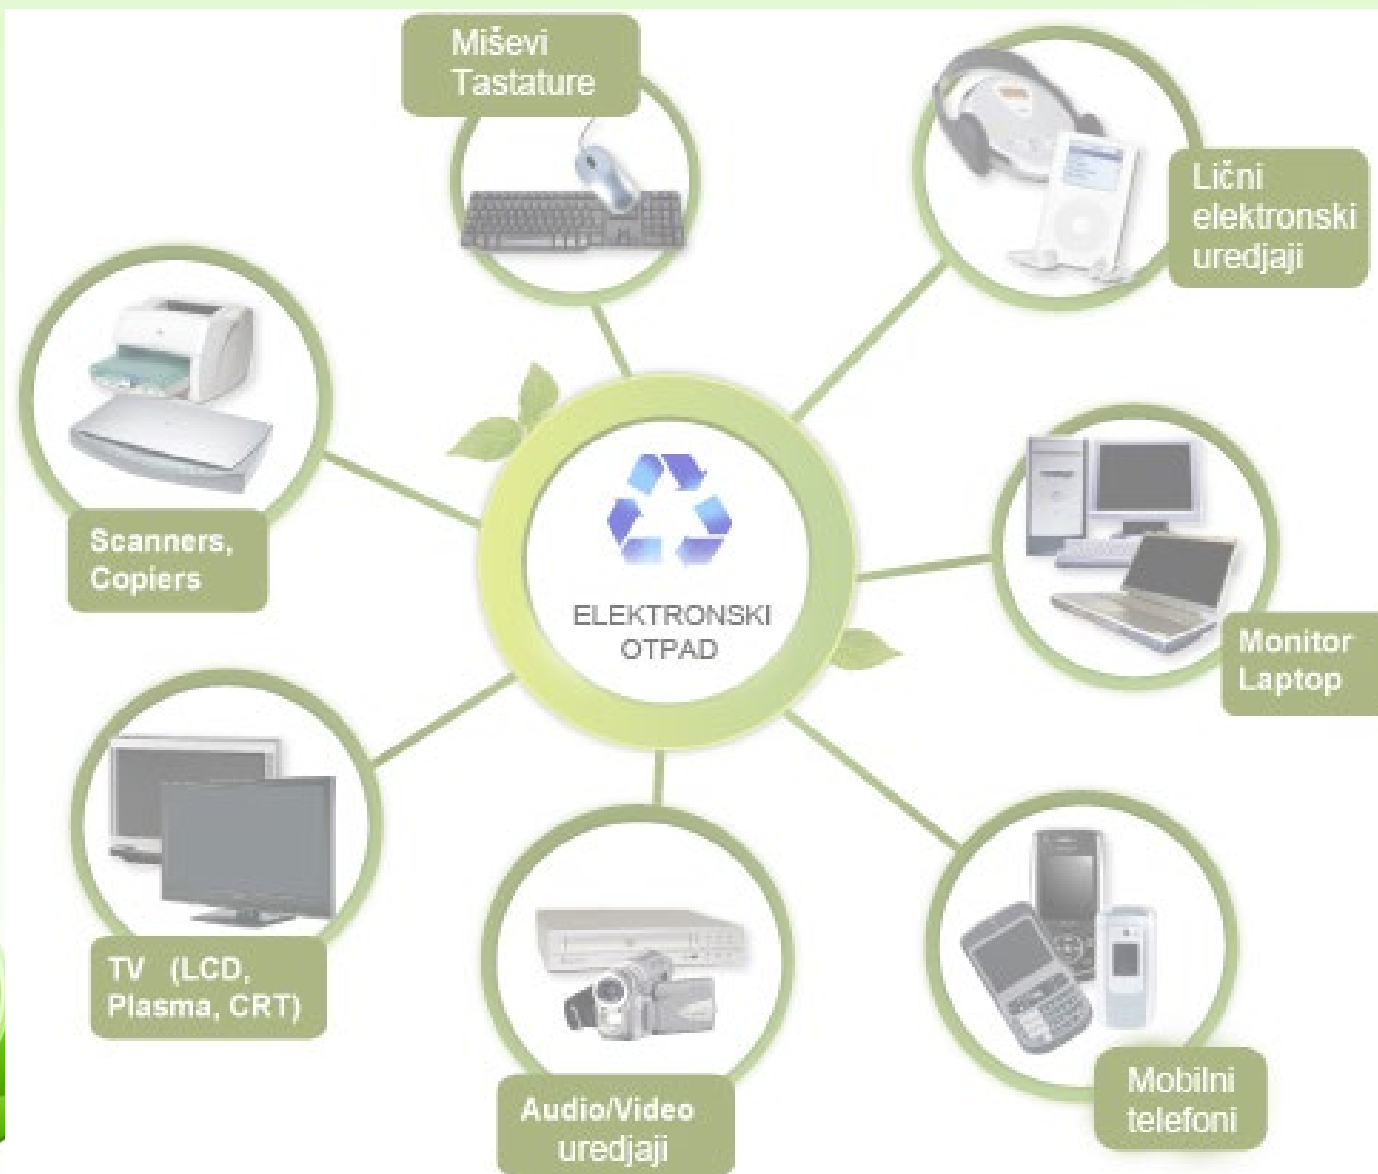 Miševi
Tastature
Lični
elektronski
uredjaji
Scanners,
Copiers
ELEKTRONSKI
OTPAD
Monitor
Laptop
TV (LCD,
Plasma, CRT)
Audio/Video
uredjaji
Mobilni
telefoni